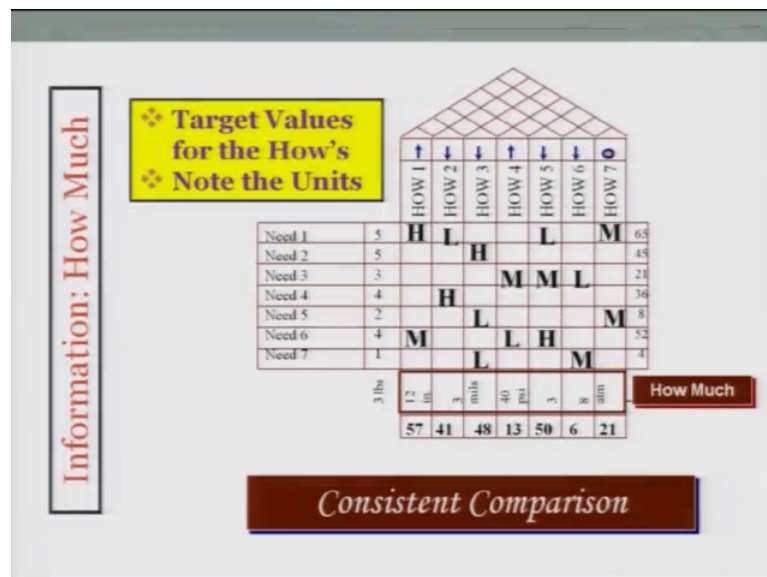 Information: How Much
❖ Target Values
for the How's
❖ Note the Units
↑ ↓ ↓ ↑ ↓ ↓ O
HOW 1 HOW 2 HOW 3 HOW 4 HOW 5 HOW 6 HOW 7
Need 1 5 H L L M 65
Need 2 5 H 45
Need 3 3 M M L 21
Need 4 4 H 36
Need 5 2 L M 8
Need 6 4 M L H 52
Need 7 1 L M 4
3 lbs 12 in. 3 mils 40 psi 3 8 atm
How Much
57 41 48 13 50 6 21
Consistent Comparison